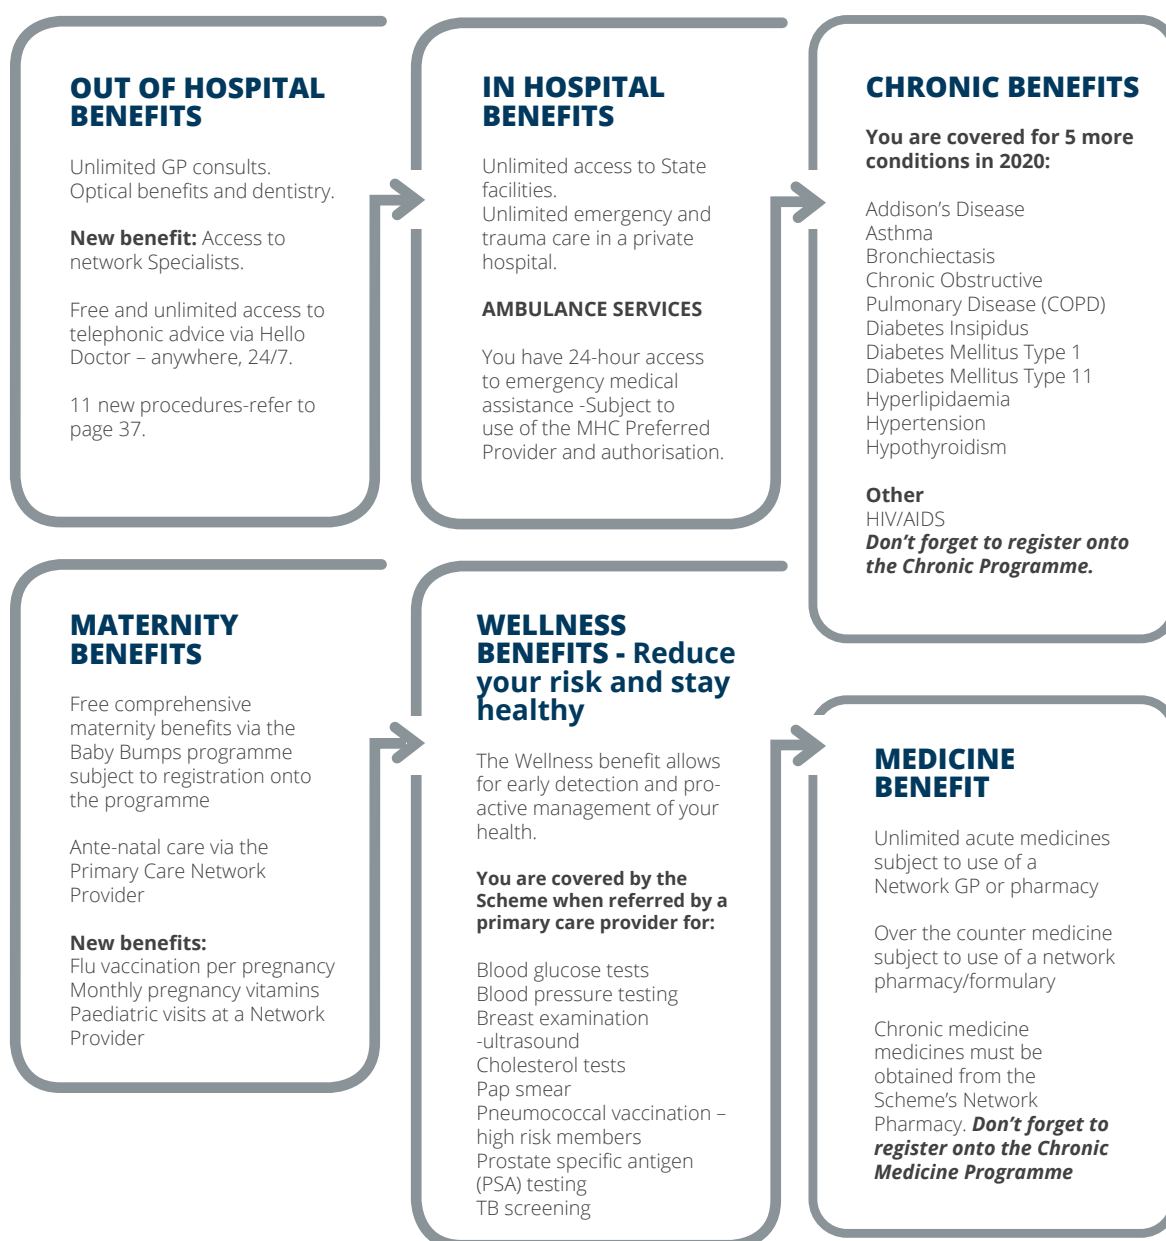 OUT OF HOSPITAL
BENEFITS
Unlimited GP consults.
Optical benefits and dentistry.
New benefit: Access to
network Specialists.
Free and unlimited access to
telephonic advice via Hello
Doctor – anywhere, 24/7.
11 new procedures-refer to
page 37.
IN HOSPITAL
BENEFITS
Unlimited access to State
facilities.
Unlimited emergency and
trauma care in a private
hospital.
AMBULANCE SERVICES
You have 24-hour access
to emergency medical
assistance -Subject to
use of the MHC Preferred
Provider and authorisation.
CHRONIC BENEFITS
You are covered for 5 more
conditions in 2020:
Addison's Disease
Asthma
Bronchiectasis
Chronic Obstructive
Pulmonary Disease (COPD)
Diabetes Insipidus
Diabetes Mellitus Type 1
Diabetes Mellitus Type 11
Hyperlipidaemia
Hypertension
Hypothyroidism
Other
HIV/AIDS
Don't forget to register onto
the Chronic Programme.
MATERNITY
BENEFITS
Free comprehensive
maternity benefits via the
Baby Bumps programme
subject to registration onto
the programme
Ante-natal care via the
Primary Care Network
Provider
New benefits:
Flu vaccination per pregnancy
Monthly pregnancy vitamins
Paediatric visits at a Network
Provider
WELLNESS
BENEFITS - Reduce
your risk and stay
healthy
The Wellness benefit allows
for early detection and pro-
active management of your
health.
You are covered by the
Scheme when referred by a
primary care provider for:
Blood glucose tests
Blood pressure testing
Breast examination
-ultrasound
Cholesterol tests
Pap smear
Pneumococcal vaccination –
high risk members
Prostate specific antigen
(PSA) testing
TB screening
MEDICINE
BENEFIT
Unlimited acute medicines
subject to use of a
Network GP or pharmacy
Over the counter medicine
subject to use of a network
pharmacy/formulary
Chronic medicine
medicines must be
obtained from the
Scheme's Network
Pharmacy. Don't forget to
register onto the Chronic
Medicine Programme